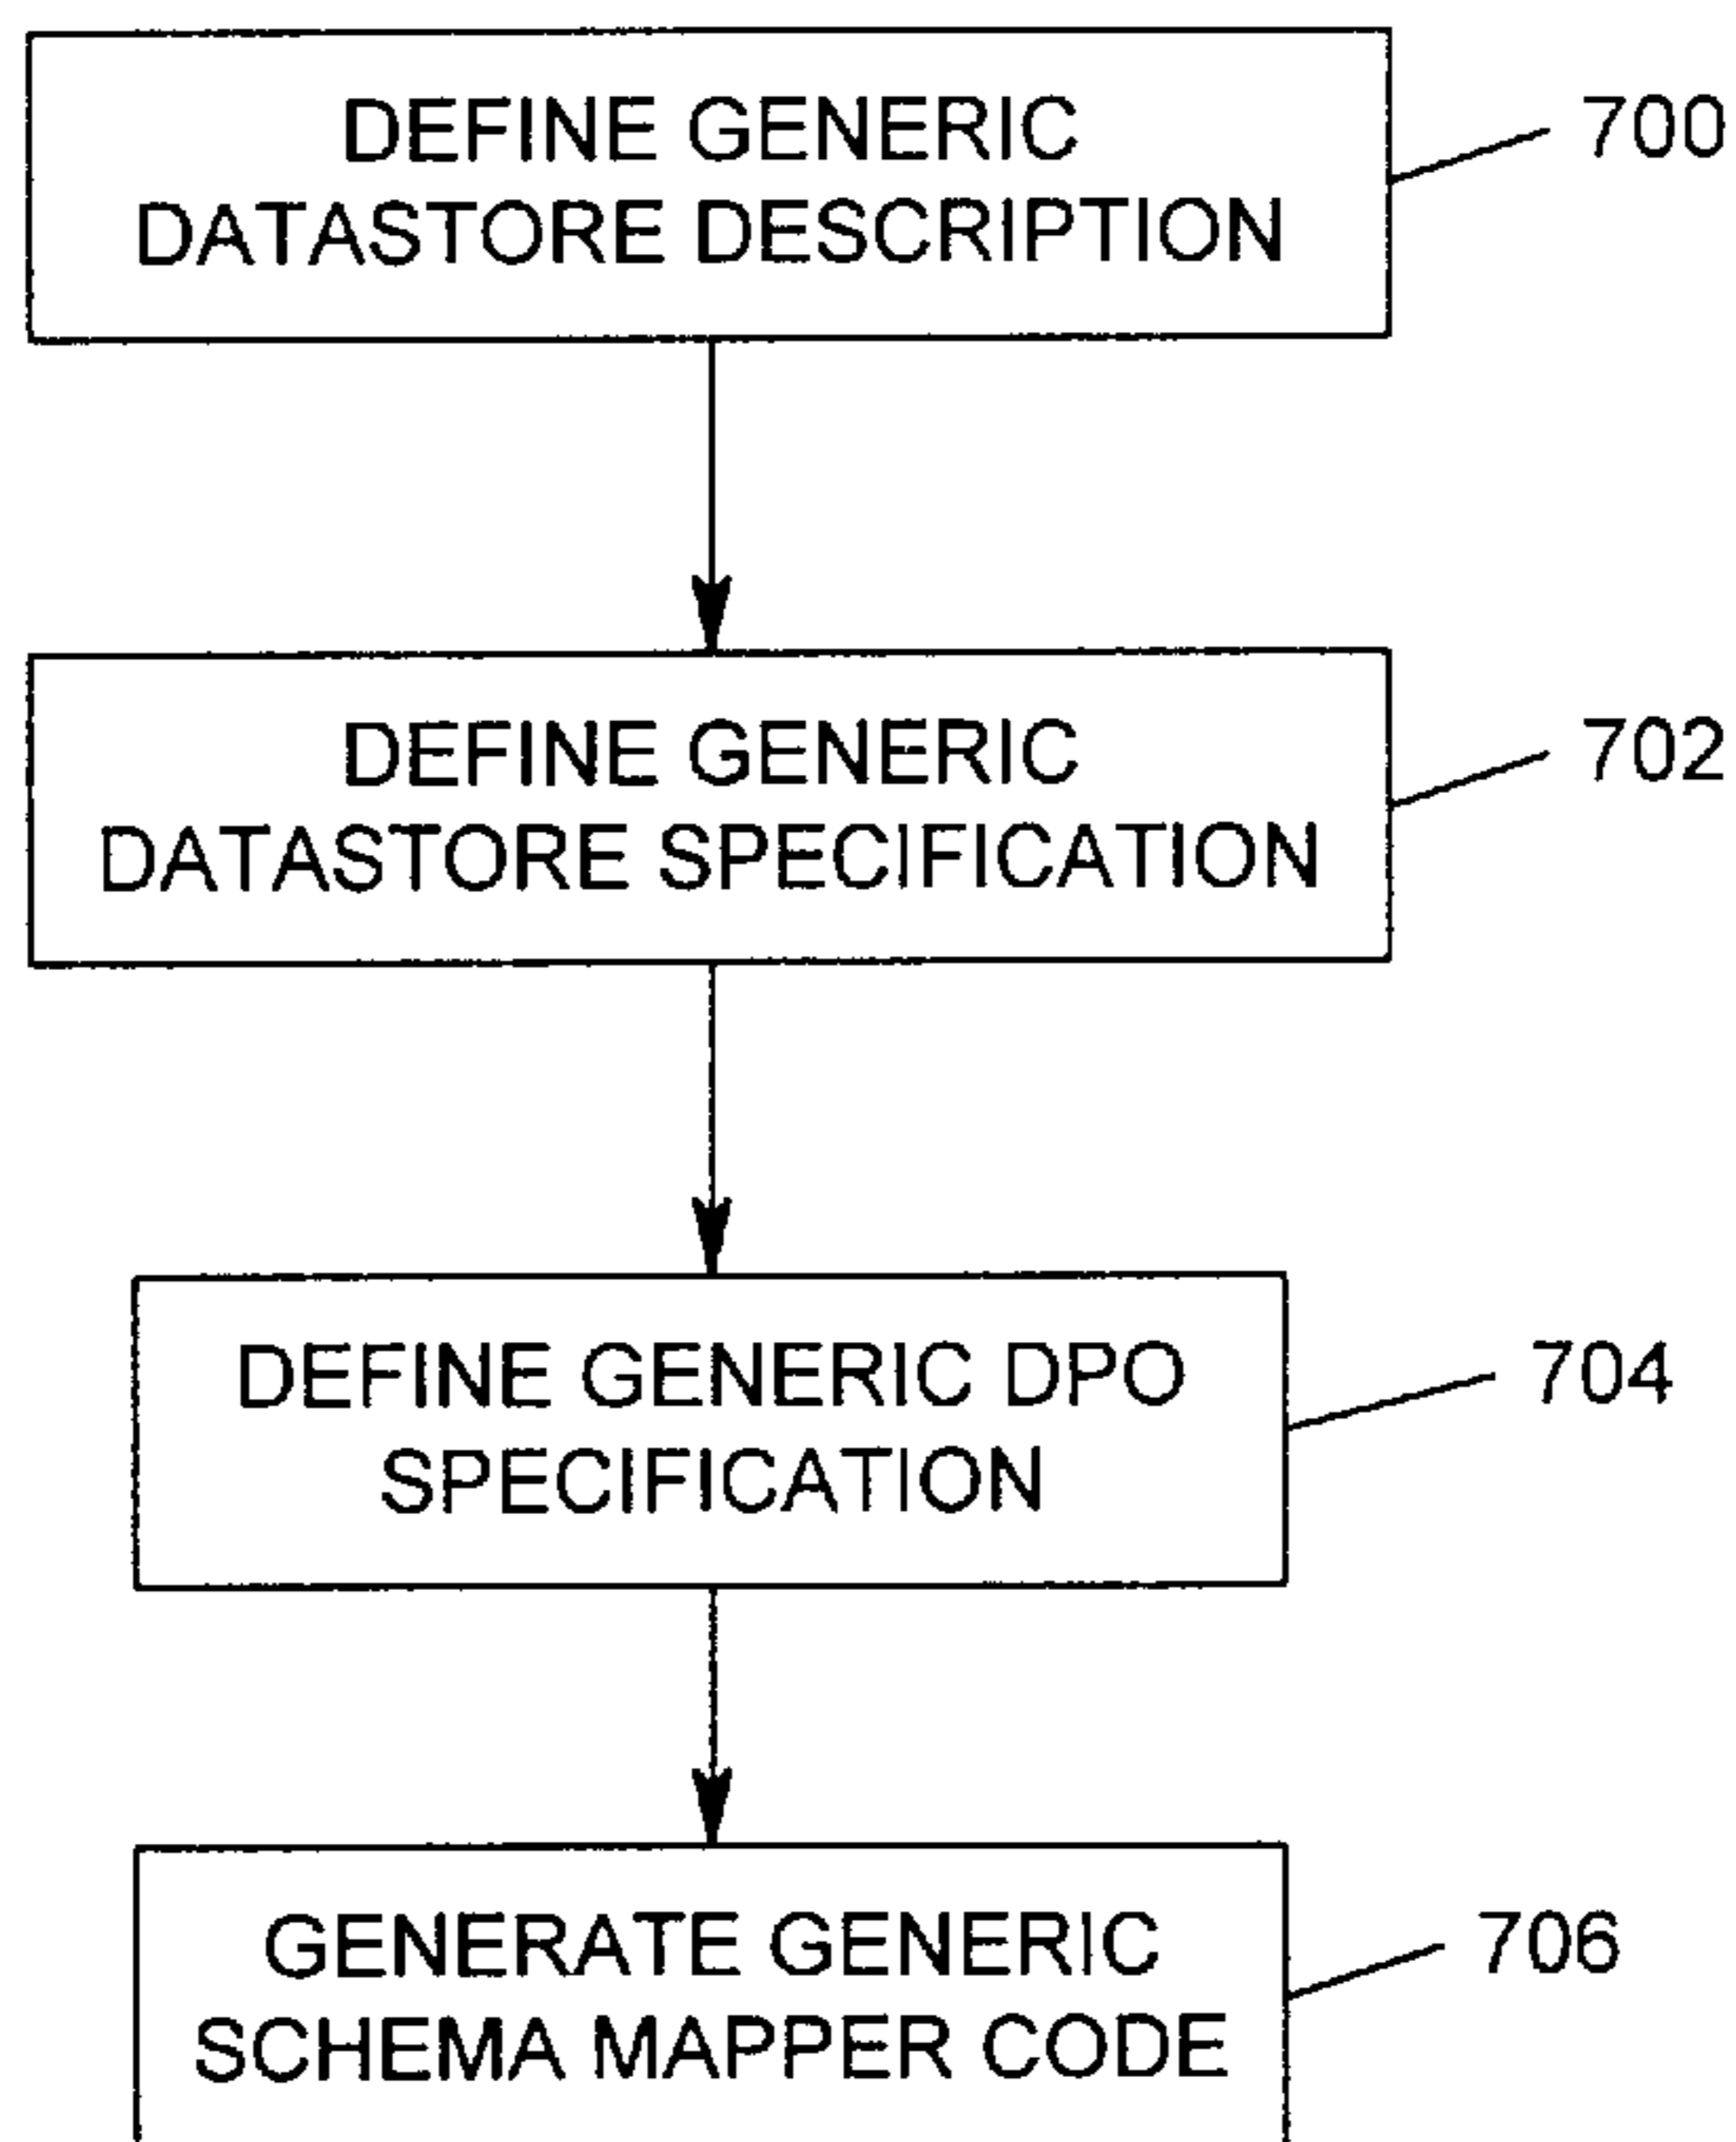 DEFINE GENERIC
DATASTORE DESCRIPTION
700
DEFINE GENERIC
DATASTORE SPECIFICATION
702
DEFINE GENERIC DPO
SPECIFICATION
704
GENERATE GENERIC
SCHEMA MAPPER CODE
706